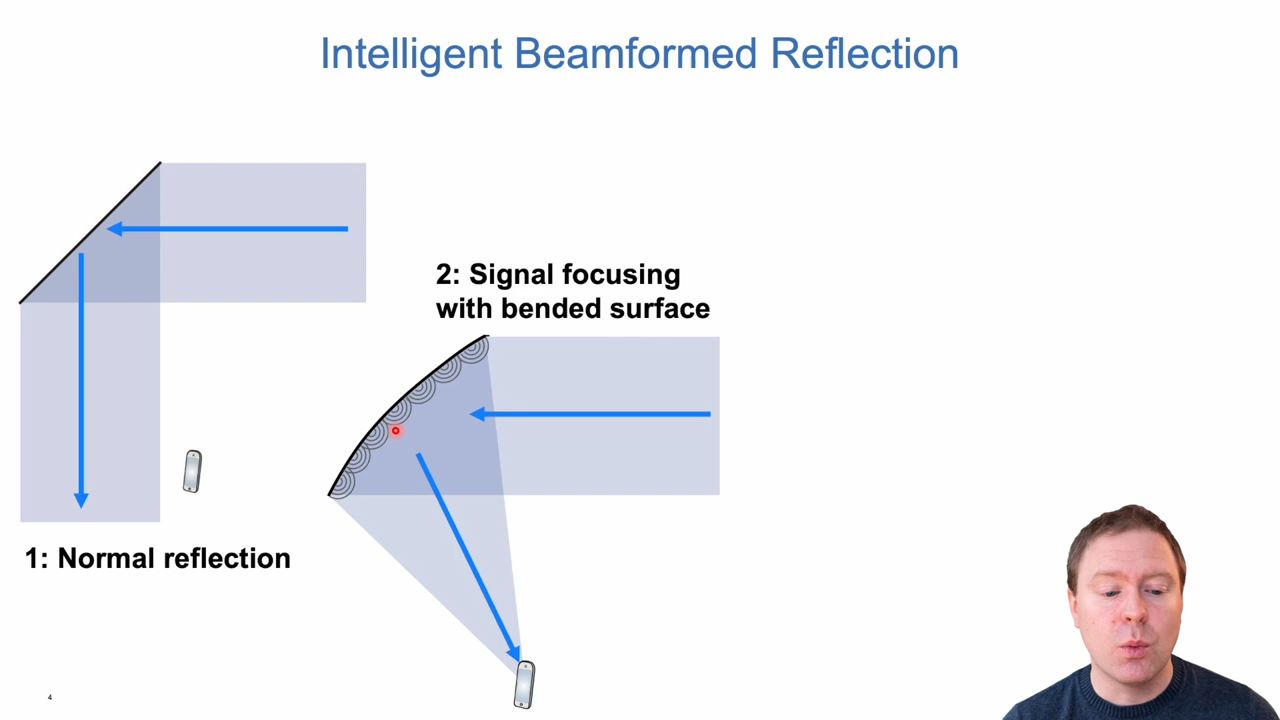 Intelligent Beamformed Reflection
2: Signal focusing
with bended surface
1: Normal reflection
4